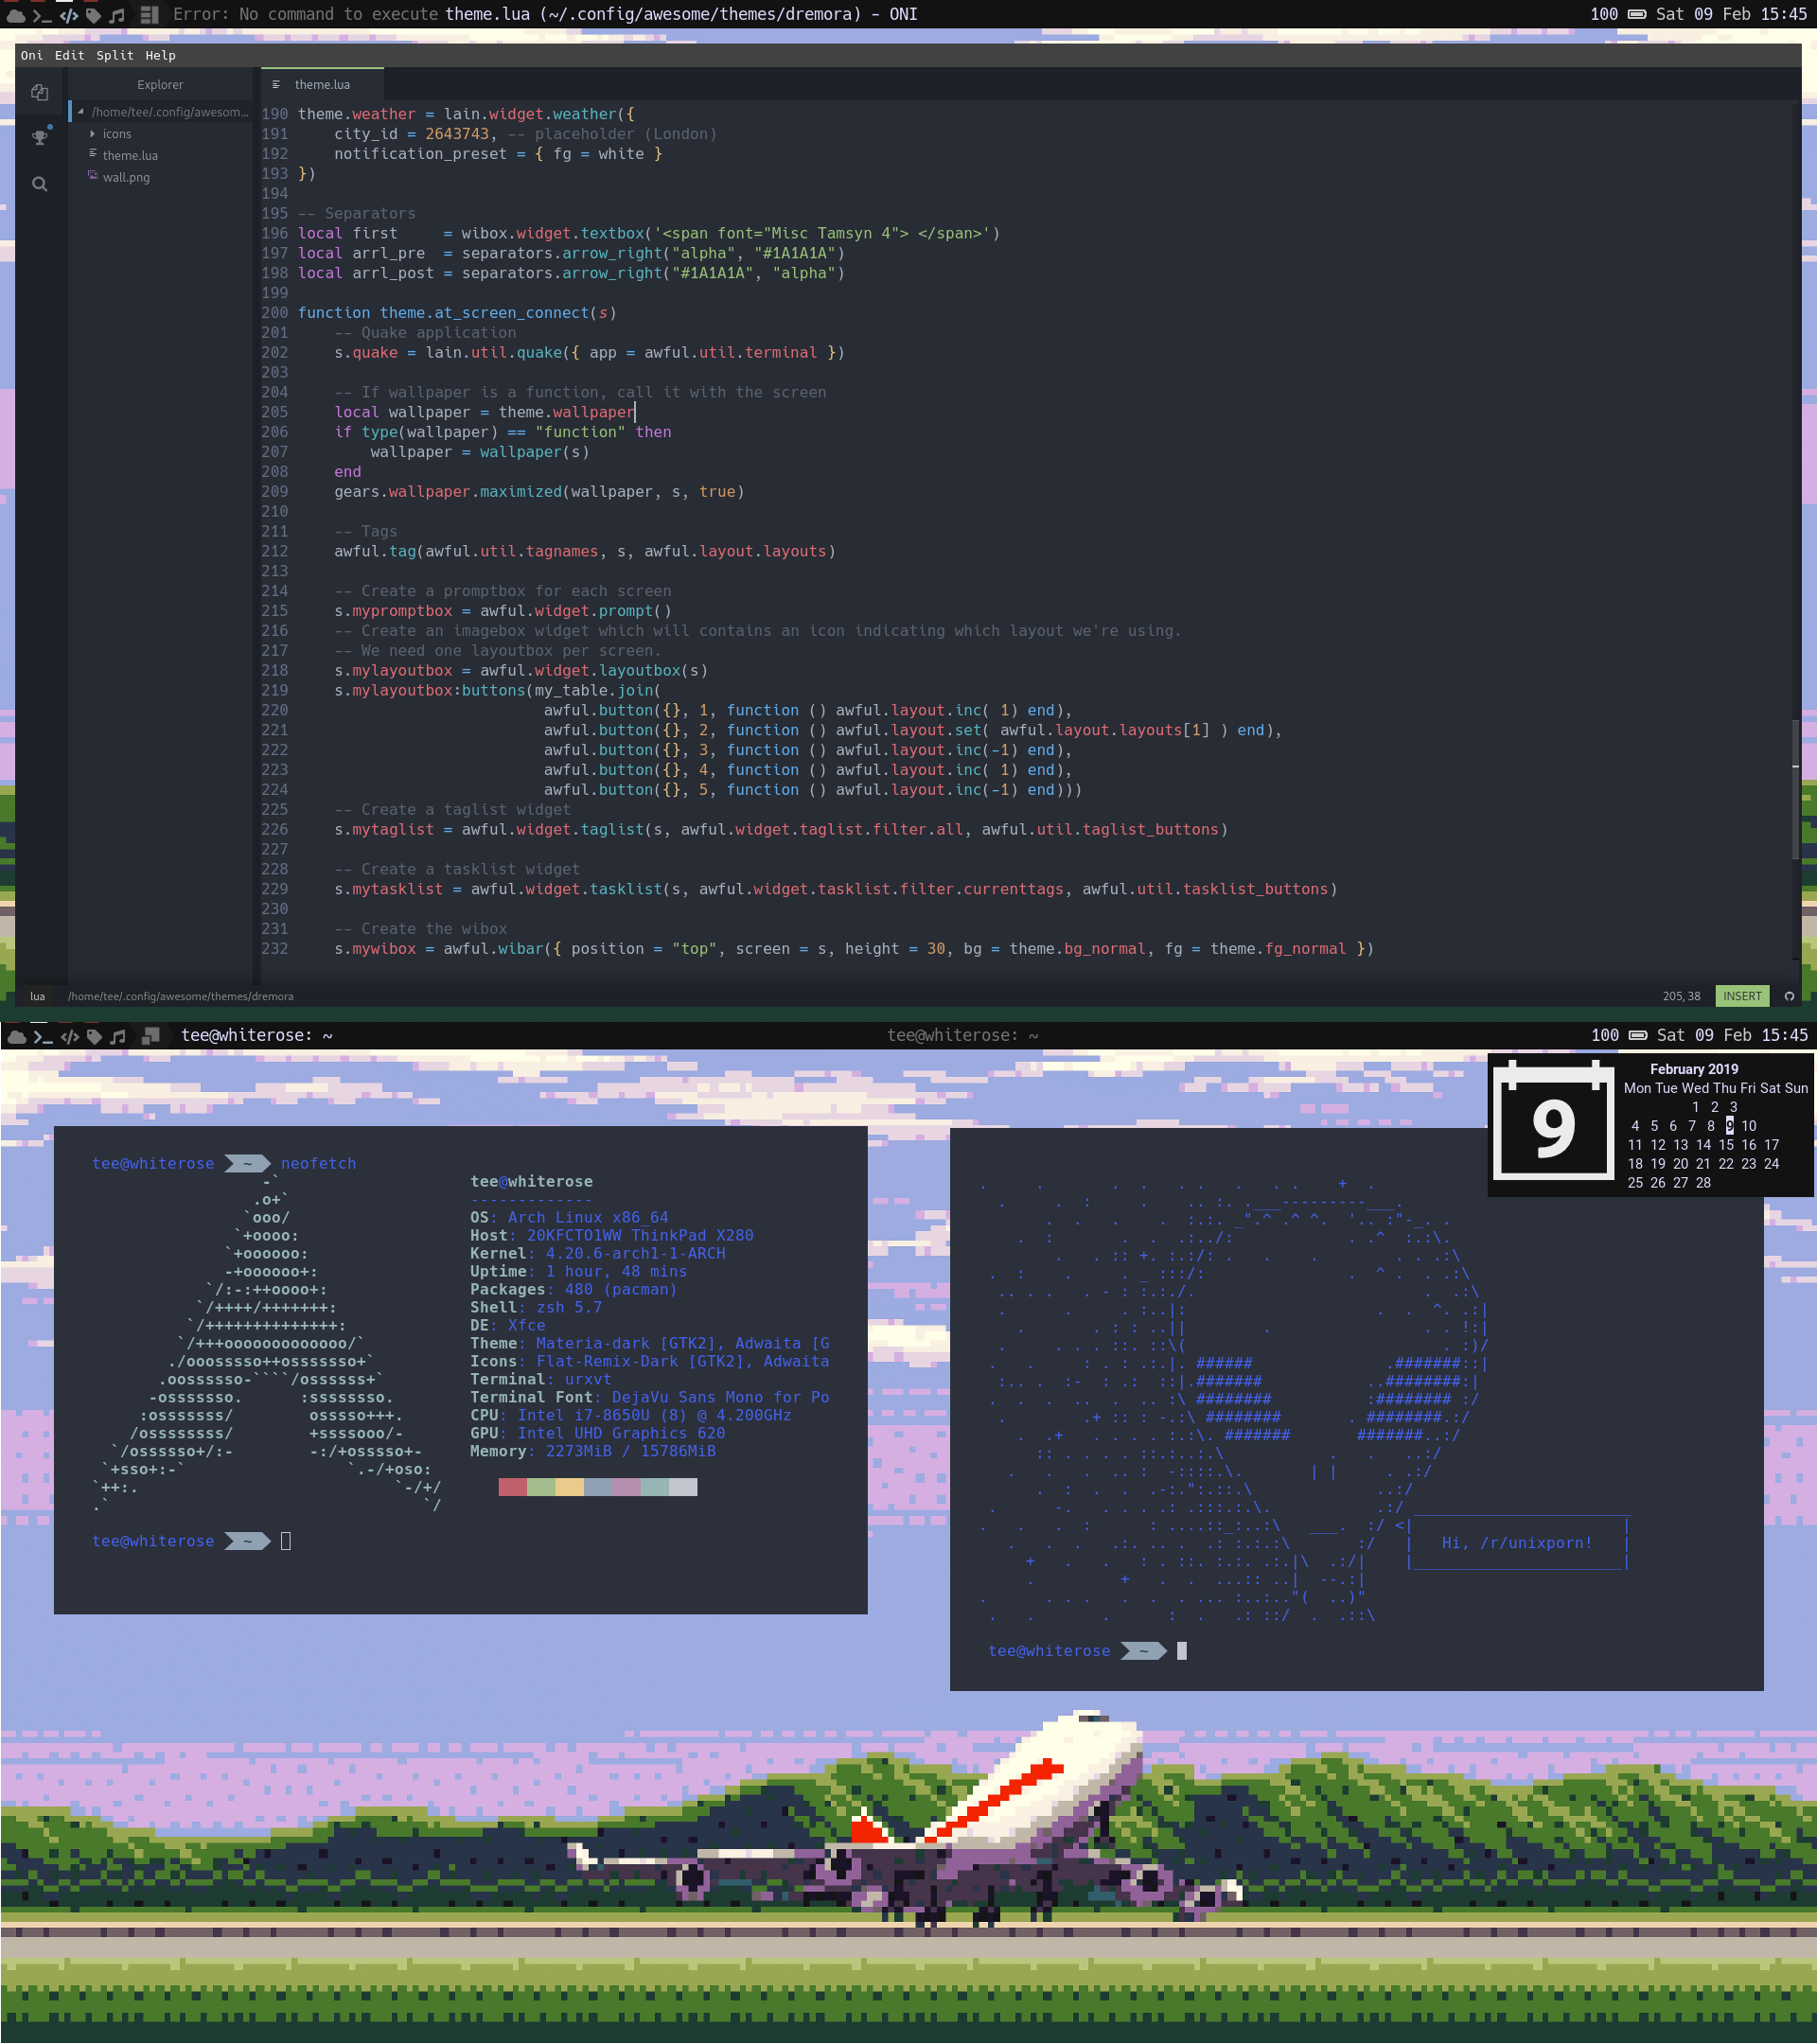 Error: No command to execute theme.lua (~/.config/awesome/themes/dremora) - ONI
100 Sat 09 Feb 15:45
Oni Edit Split Help
Explorer
/home/tee/.config/awesom...
icons
theme.lua
wall.png
theme.lua
190 theme.weather = lain.widget.weather({
191     city_id = 2643743, -- placeholder (London)
192     notification_preset = { fg = white }
193 })
194
195 -- Separators
196 local first     = wibox.widget.textbox('<span font="Misc Tamsyn 4"> </span>')
197 local arrl_pre  = separators.arrow_right("alpha", "#1A1A1A")
198 local arrl_post = separators.arrow_right("#1A1A1A", "alpha")
199
200 function theme.at_screen_connect(s)
201     -- Quake application
202     s.quake = lain.util.quake({ app = awful.util.terminal })
203
204     -- If wallpaper is a function, call it with the screen
205     local wallpaper = theme.wallpaper
206     if type(wallpaper) == "function" then
207         wallpaper = wallpaper(s)
208     end
209     gears.wallpaper.maximized(wallpaper, s, true)
210
211     -- Tags
212     awful.tag(awful.util.tagnames, s, awful.layout.layouts)
213
214     -- Create a promptbox for each screen
215     s.mypromptbox = awful.widget.prompt()
216     -- Create an imagebox widget which will contains an icon indicating which layout we're using.
217     -- We need one layoutbox per screen.
218     s.mylayoutbox = awful.widget.layoutbox(s)
219     s.mylayoutbox:buttons(my_table.join(
220                            awful.button({}, 1, function () awful.layout.inc( 1) end),
221                            awful.button({}, 2, function () awful.layout.set( awful.layout.layouts[1] ) end),
222                            awful.button({}, 3, function () awful.layout.inc(-1) end),
223                            awful.button({}, 4, function () awful.layout.inc( 1) end),
224                            awful.button({}, 5, function () awful.layout.inc(-1) end)))
225     -- Create a taglist widget
226     s.mytaglist = awful.widget.taglist(s, awful.widget.taglist.filter.all, awful.util.taglist_buttons)
227
228     -- Create a tasklist widget
229     s.mytasklist = awful.widget.tasklist(s, awful.widget.tasklist.filter.currenttags, awful.util.tasklist_buttons)
230
231     -- Create the wibox
232     s.mywibox = awful.wibar({ position = "top", screen = s, height = 30, bg = theme.bg_normal, fg = theme.fg_normal })
lua /home/tee/.config/awesome/themes/dremora
205, 38 INSERT
tee@whiterose: ~
tee@whiterose: ~
100 Sat 09 Feb 15:45
9
February 2019
Mon Tue Wed Thu Fri Sat Sun
1 2 3
4 5 6 7 8 9 10
11 12 13 14 15 16 17
18 19 20 21 22 23 24
25 26 27 28
tee@whiterose ~ neofetch
tee@whiterose
-------------
OS: Arch Linux x86_64
Host: 20KFCTO1WW ThinkPad X280
Kernel: 4.20.6-arch1-1-ARCH
Uptime: 1 hour, 48 mins
Packages: 480 (pacman)
Shell: zsh 5.7
DE: Xfce
Theme: Materia-dark [GTK2], Adwaita [G
Icons: Flat-Remix-Dark [GTK2], Adwaita
Terminal: urxvt
Terminal Font: DejaVu Sans Mono for Po
CPU: Intel i7-8650U (8) @ 4.200GHz
GPU: Intel UHD Graphics 620
Memory: 2273MiB / 15786MiB
tee@whiterose ~
Hi, /r/unixporn!
tee@whiterose ~